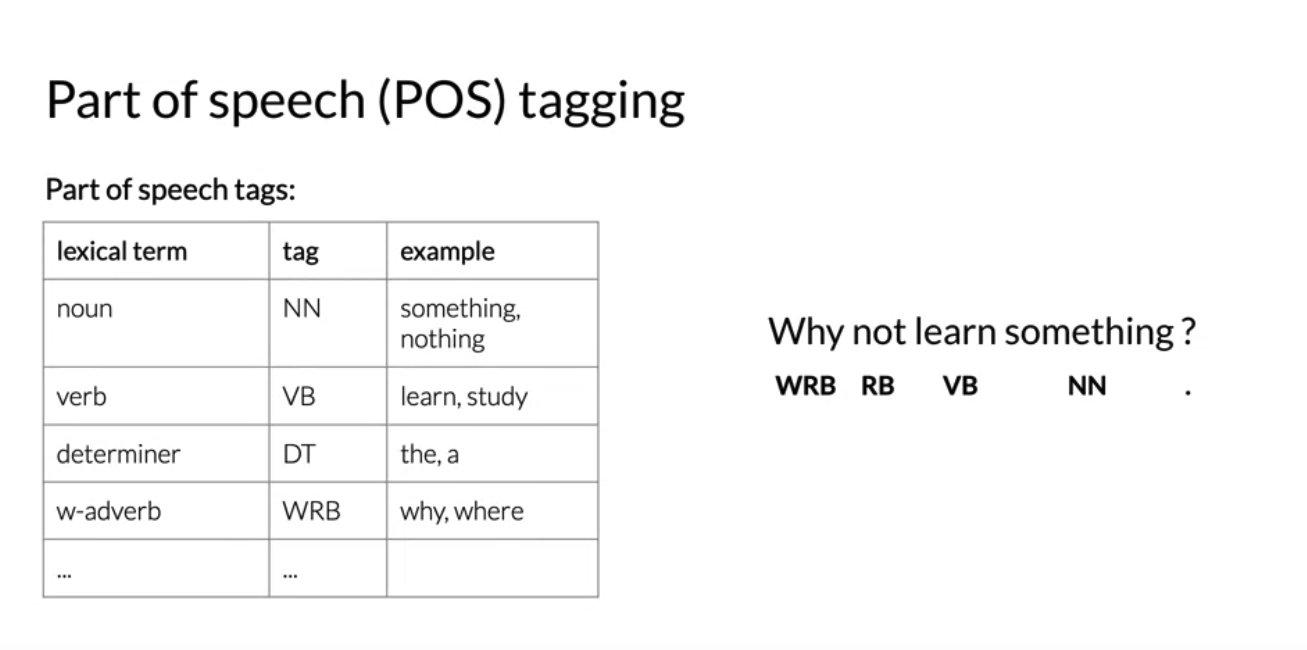 Part of speech (POS) tagging
Part of speech tags:
lexical term tag example
noun NN something,
nothing
verb VB learn, study
determiner DT the, a
w-adverb WRB why, where
... ...
Why not learn something ?
WRB RB VB NN .